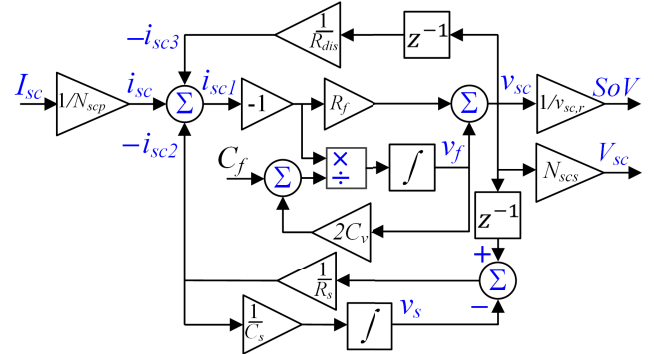 1/R_dis
z⁻¹
−i_sc3
I_sc
1/N_scp
i_sc
Σ
i_sc1
-1
R_f
Σ
v_sc
1/v_sc,r
SoV
−i_sc2
C_f
Σ
×
÷
∫
v_f
N_scs
V_sc
2C_v
z⁻¹
+
Σ
−
1/R_s
1/C_s
∫
v_s